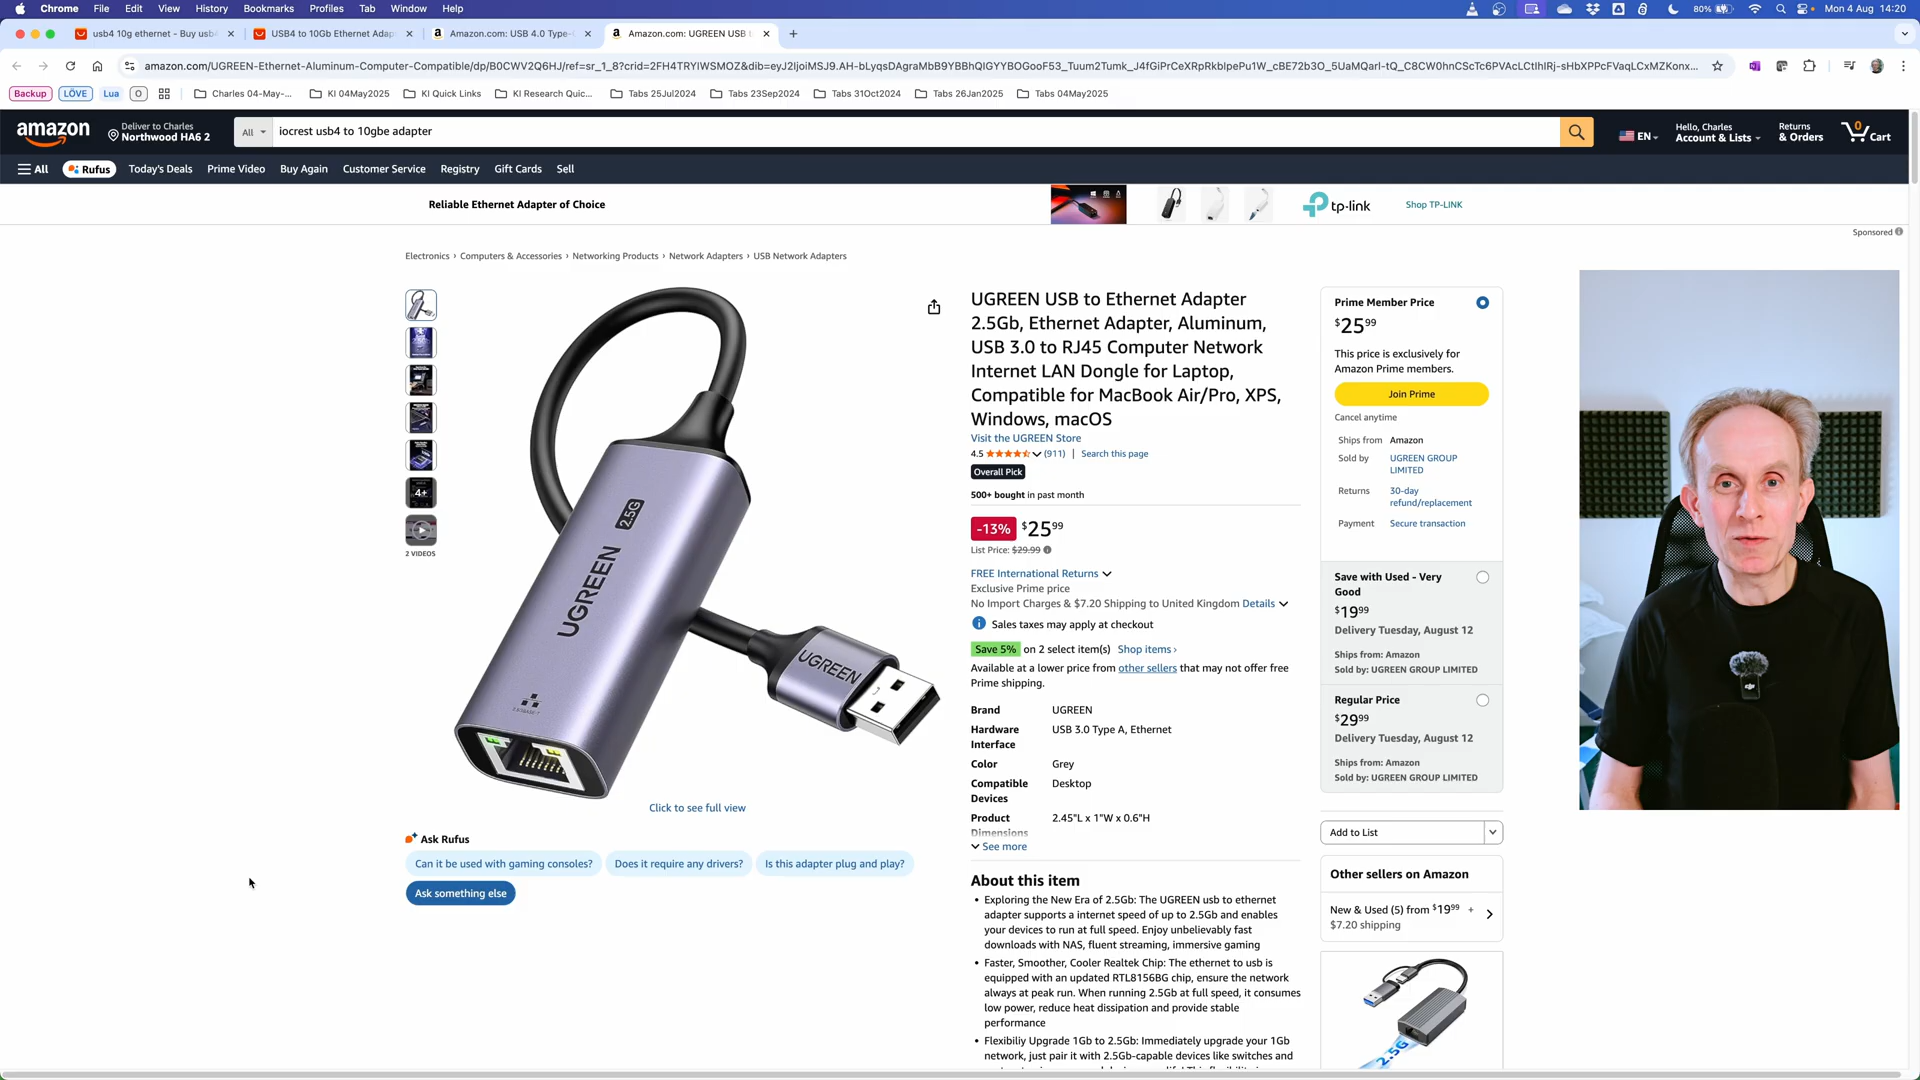 Chrome File Edit View History Bookmarks Profiles Tab Window Help
80% Mon 4 Aug 14:20
usb4 10g ethernet - Buy usb4
USB4 to 10Gb Ethernet Adap
Amazon.com: USB 4.0 Type-
Amazon.com: UGREEN USB
Backup LÖVE Lua O Charles 04-May-... KI 04May2025 KI Quick Links KI Research Quic... Tabs 25Jul2024 Tabs 23Sep2024 Tabs 31Oct2024 Tabs 26Jan2025 Tabs 04May2025
amazon
Deliver to Charles
Northwood HA6 2
All
iocrest usb4 to 10gbe adapter
EN
Hello, Charles
Account & Lists
Returns
& Orders
0
Cart
All Rufus Today's Deals Prime Video Buy Again Customer Service Registry Gift Cards Sell
Reliable Ethernet Adapter of Choice
tp-link
Shop TP-LINK
Sponsored
Electronics › Computers & Accessories › Networking Products › Network Adapters › USB Network Adapters
4+
2 VIDEOS
2.5G
UGREEN
UGREEN
Click to see full view
Ask Rufus
Can it be used with gaming consoles?
Does it require any drivers?
Is this adapter plug and play?
Ask something else
UGREEN USB to Ethernet Adapter
2.5Gb, Ethernet Adapter, Aluminum,
USB 3.0 to RJ45 Computer Network
Internet LAN Dongle for Laptop,
Compatible for MacBook Air/Pro, XPS,
Windows, macOS
Visit the UGREEN Store
4.5 (911) | Search this page
Overall Pick
500+ bought in past month
-13% $25⁹⁹
List Price: $29.99
FREE International Returns
Exclusive Prime price
No Import Charges & $7.20 Shipping to United Kingdom Details
Sales taxes may apply at checkout
Save 5% on 2 select item(s) Shop items ›
Available at a lower price from other sellers that may not offer free
Prime shipping.
Brand UGREEN
Hardware Interface USB 3.0 Type A, Ethernet
Color Grey
Compatible Devices Desktop
Product Dimensions 2.45"L x 1"W x 0.6"H
See more
About this item
• Exploring the New Era of 2.5Gb: The UGREEN usb to ethernet
adapter supports a internet speed of up to 2.5Gb and enables
your devices to run at full speed. Enjoy unbelievably fast
downloads with NAS, fluent streaming, immersive gaming
• Faster, Smoother, Cooler Realtek Chip: The ethernet to usb is
equipped with an updated RTL8156BG chip, ensure the network
always at peak run. When running 2.5Gb at full speed, it consumes
low power, reduce heat dissipation and provide stable
performance
• Flexibiliy Upgrade 1Gb to 2.5Gb: Immediately upgrade your 1Gb
network, just pair it with 2.5Gb-capable devices like switches and
Prime Member Price
$25⁹⁹
This price is exclusively for
Amazon Prime members.
Join Prime
Cancel anytime
Ships from Amazon
Sold by UGREEN GROUP
LIMITED
Returns 30-day
refund/replacement
Payment Secure transaction
Save with Used - Very
Good
$19⁹⁹
Delivery Tuesday, August 12
Ships from: Amazon
Sold by: UGREEN GROUP LIMITED
Regular Price
$29⁹⁹
Delivery Tuesday, August 12
Ships from: Amazon
Sold by: UGREEN GROUP LIMITED
Add to List
Other sellers on Amazon
New & Used (5) from $19⁹⁹ +
$7.20 shipping
2.5G